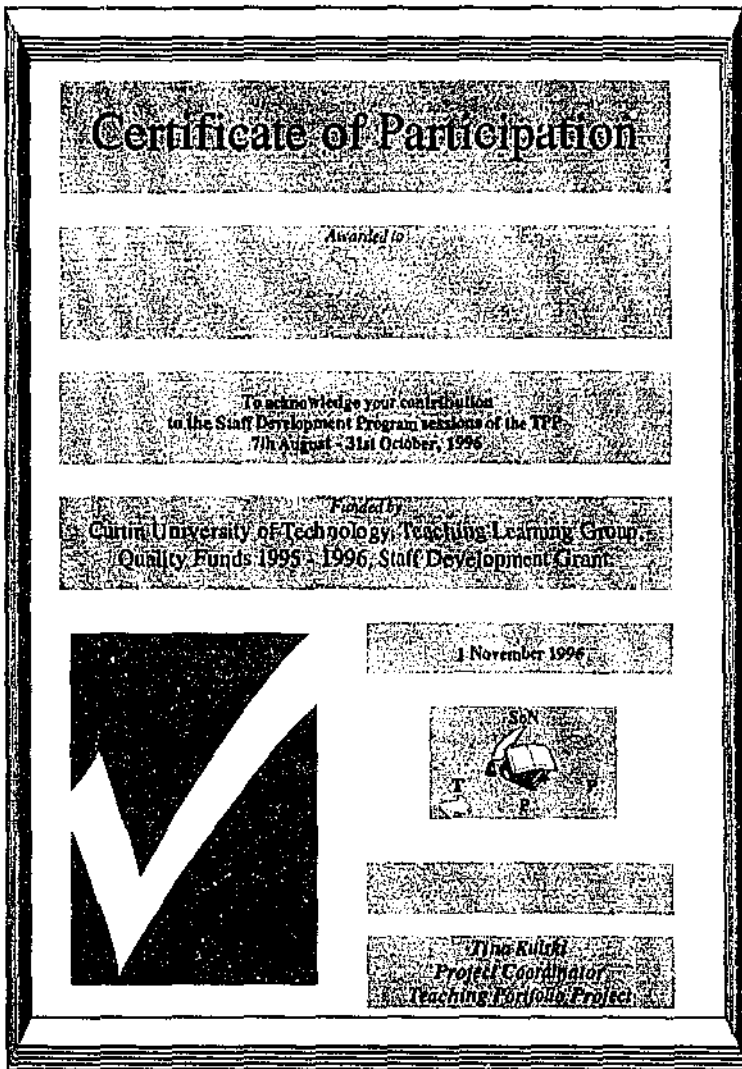 Certificate of Participation
Awarded to
To acknowledge your contribution
to the Staff Development Program sessions of the TPP
7th August - 31st October, 1996
Funded by
Curtin University of Technology, Teaching Learning Group,
Quality Funds 1995 - 1996, Staff Development Grant.
1 November 1996
SoN
T P
P
Tina Kulski
Project Coordinator
Teaching Portfolio Project